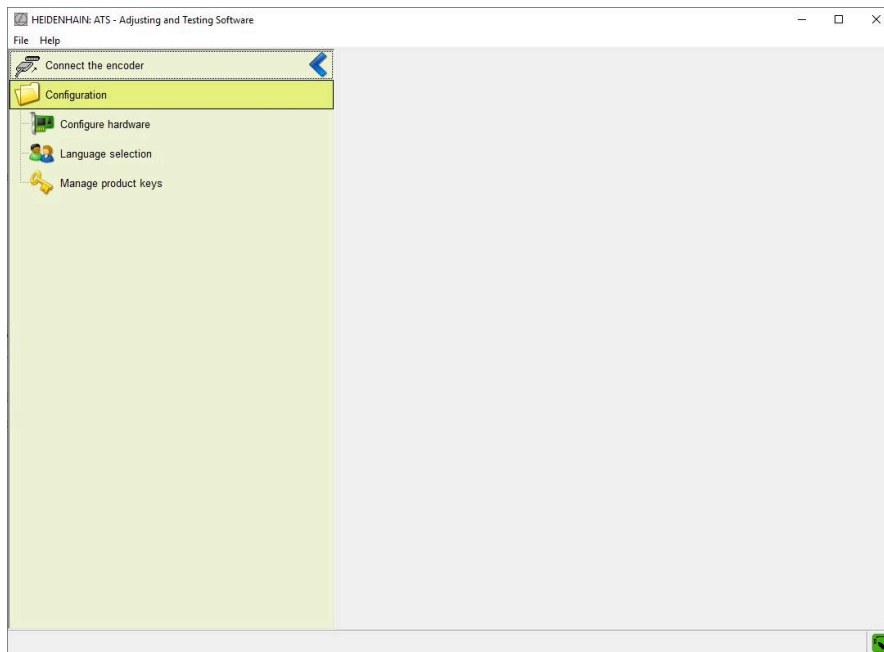 HEIDENHAIN: ATS - Adjusting and Testing Software
File Help
Connect the encoder
Configuration
Configure hardware
Language selection
Manage product keys